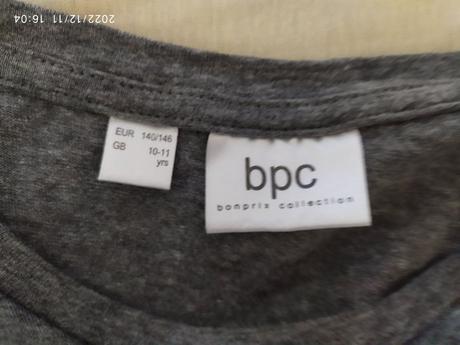 2022/12/11 16:04
EUR 140/146
GB 10-11
yrs
bpc
bonprix collection